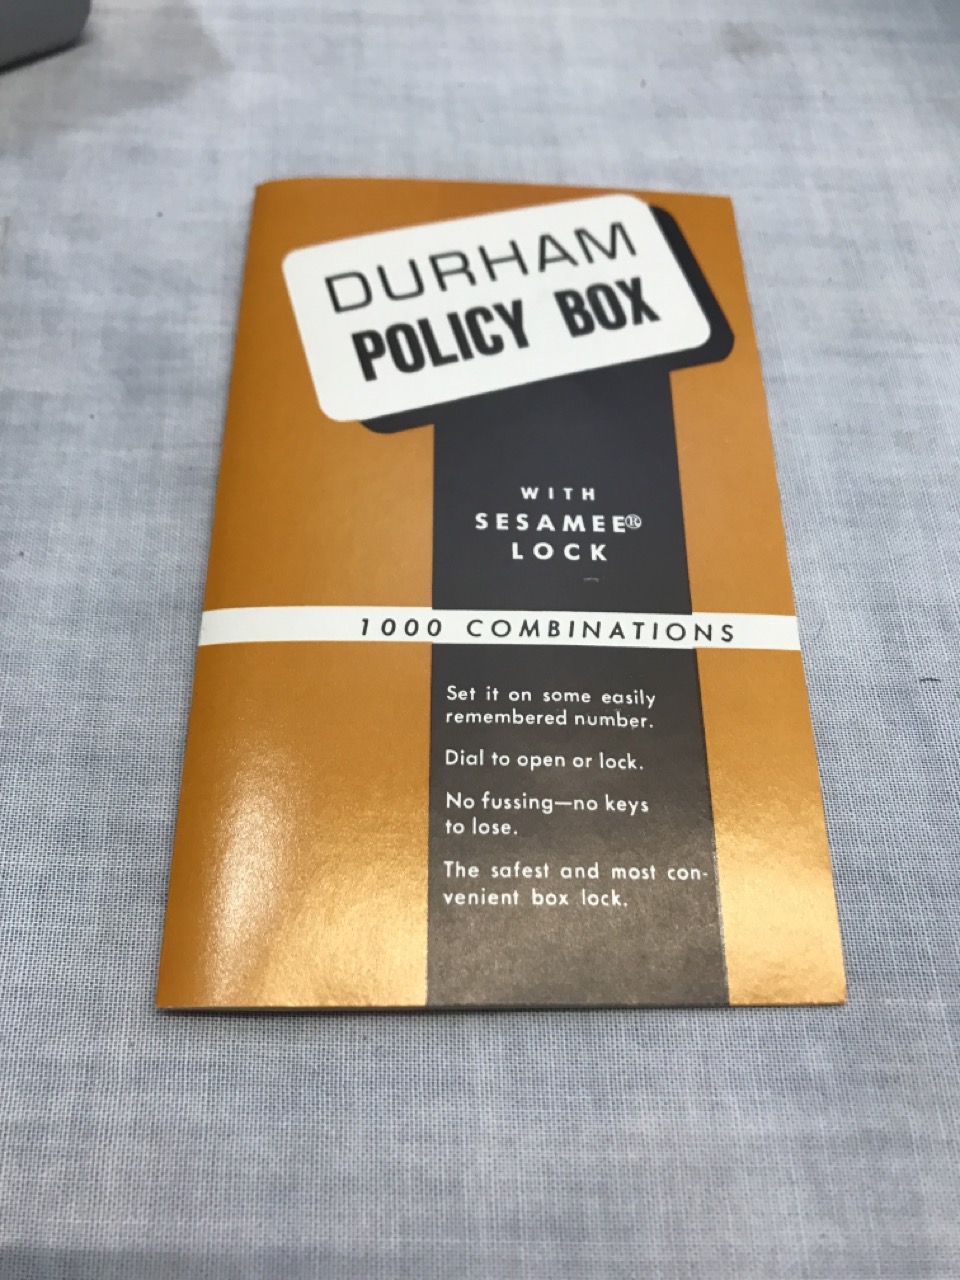 DURHAM
POLICY BOX
WITH
SESAMEE®
LOCK
1000 COMBINATIONS
Set it on some easily
remembered number.
Dial to open or lock.
No fussing—no keys
to lose.
The safest and most con-
venient box lock.